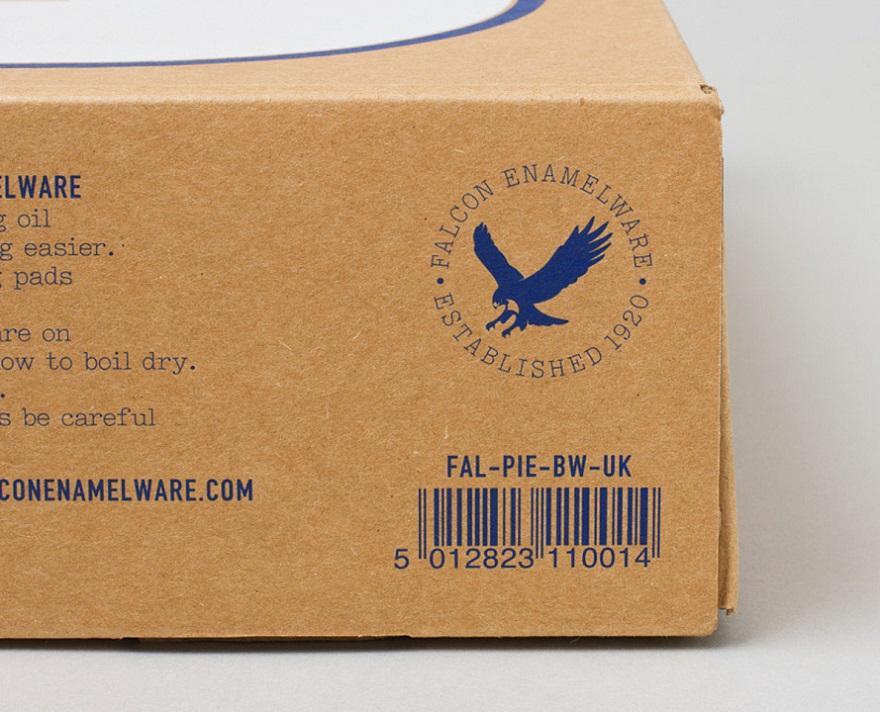 ELWARE
g oil
g easier.
g pads
are on
ow to boil dry.
s be careful
CONENAMELWARE.COM
FALCON ENAMELWARE
• ESTABLISHED 1920 •
FAL-PIE-BW-UK
5 012823 110014